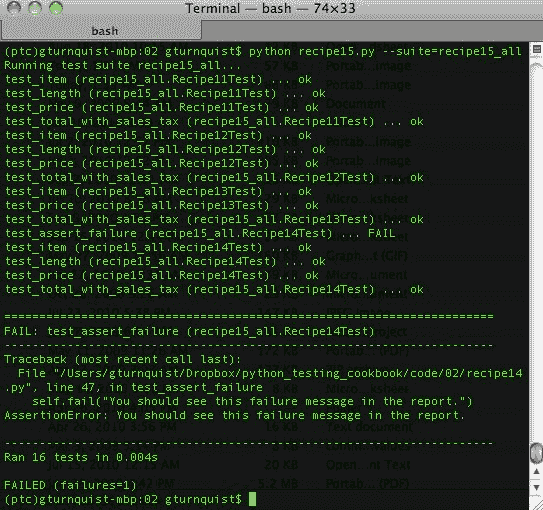 Terminal — bash — 74×33
bash
(ptc)gturnquist-mbp:02 gturnquist$ python recipe15.py --suite=recipe15_all
Running test suite recipe15_all...
test_item (recipe15_all.Recipe11Test) ... ok
test_length (recipe15_all.Recipe11Test) ... ok
test_price (recipe15_all.Recipe11Test) ... ok
test_total_with_sales_tax (recipe15_all.Recipe11Test) ... ok
test_item (recipe15_all.Recipe12Test) ... ok
test_length (recipe15_all.Recipe12Test) ... ok
test_price (recipe15_all.Recipe12Test) ... ok
test_total_with_sales_tax (recipe15_all.Recipe12Test) ... ok
test_item (recipe15_all.Recipe13Test) ... ok
test_price (recipe15_all.Recipe13Test) ... ok
test_total_with_sales_tax (recipe15_all.Recipe13Test) ... ok
test_assert_failure (recipe15_all.Recipe14Test) ... FAIL
test_item (recipe15_all.Recipe14Test) ... ok
test_length (recipe15_all.Recipe14Test) ... ok
test_price (recipe15_all.Recipe14Test) ... ok
test_total_with_sales_tax (recipe15_all.Recipe14Test) ... ok
======================================================================
FAIL: test_assert_failure (recipe15_all.Recipe14Test)
----------------------------------------------------------------------
Traceback (most recent call last):
File "/Users/gturnquist/Dropbox/python_testing_cookbook/code/02/recipe14
.py", line 47, in test_assert_failure
self.fail("You should see this failure message in the report.")
AssertionError: You should see this failure message in the report.
----------------------------------------------------------------------
Ran 16 tests in 0.004s
FAILED (failures=1)
(ptc)gturnquist-mbp:02 gturnquist$